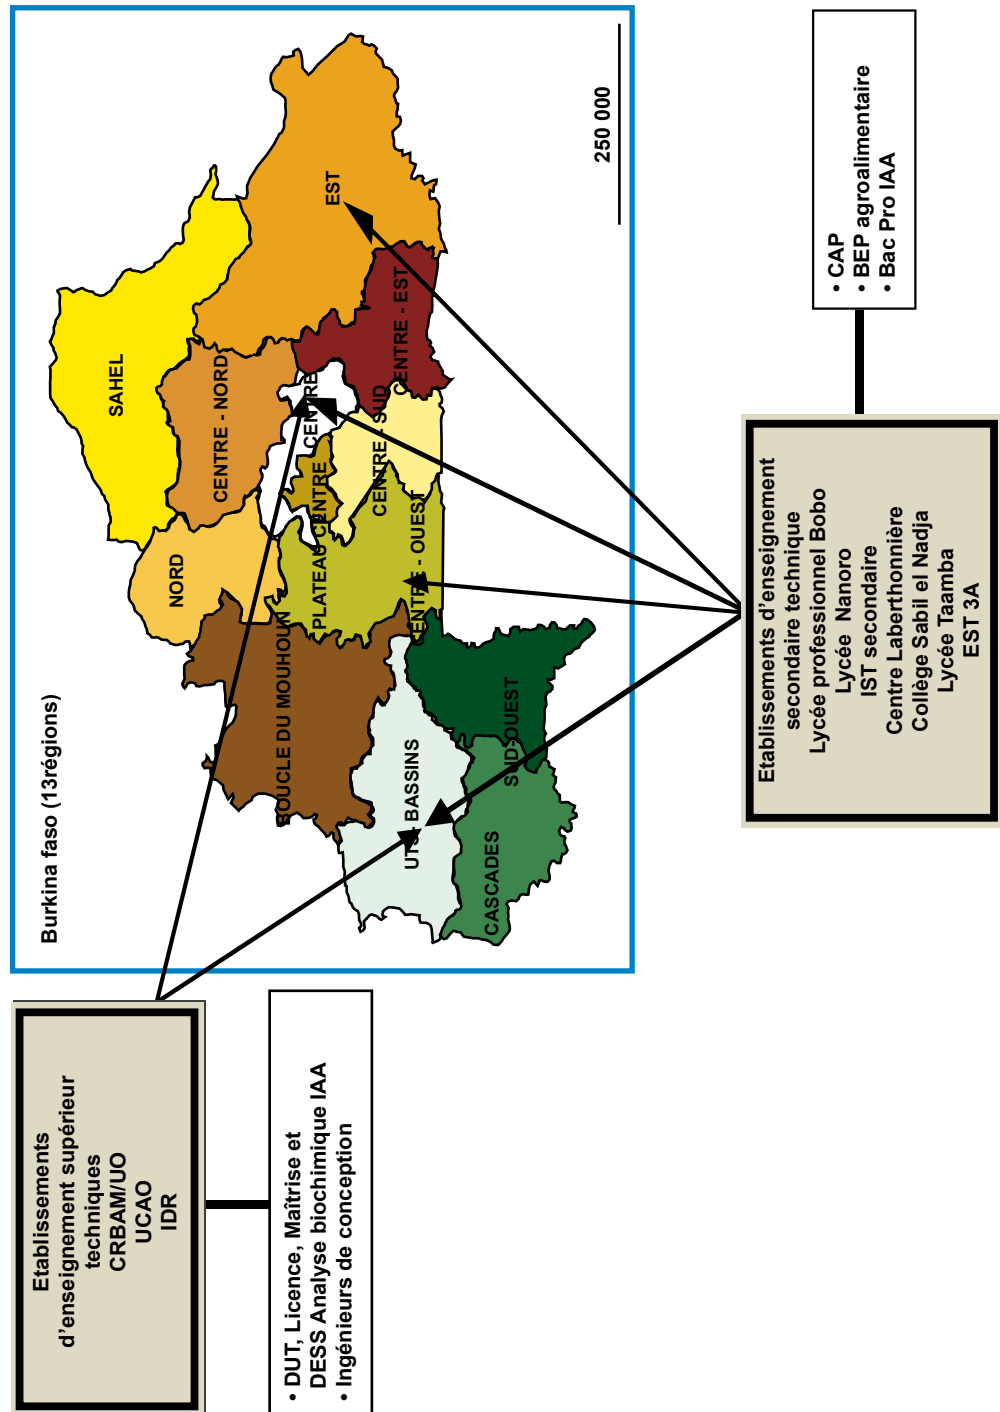 Etablissements
d'enseignement supérieur
techniques
CRBAM/UO
UCAO
IDR
• DUT, Licence, Maîtrise et
DESS Analyse biochimique IAA
• Ingénieurs de conception
Burkina faso (13régions)
SAHEL
NORD
CENTRE - NORD
EST
BOUCLE DU MOUHOUN
PLATEAU CENTRE
CENTRE
CENTRE - SUD
CENTRE - EST
CENTRE - OUEST
UTS- BASSINS
SUD-OUEST
CASCADES
250 000
Etablissements d'enseignement
secondaire technique
Lycée professionnel Bobo
Lycée Nanoro
IST secondaire
Centre Laberthonnière
Collège Sabil el Nadja
Lycée Taamba
EST 3A
• CAP
• BEP agroalimentaire
• Bac Pro IAA